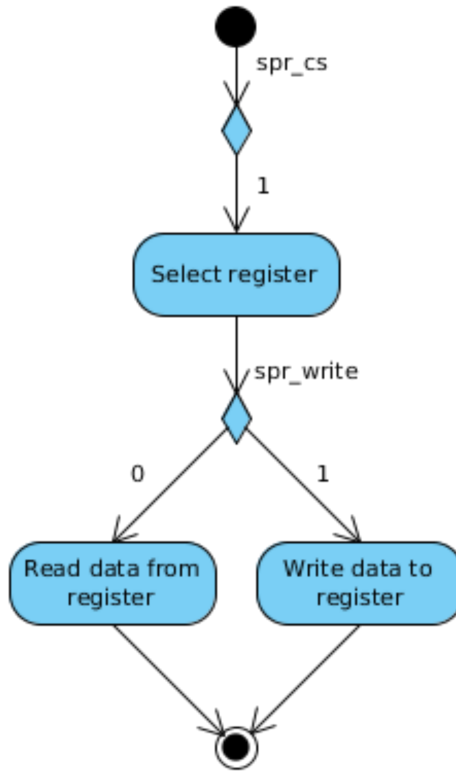 spr_cs
1
Select register
spr_write
0
1
Read data from
register
Write data to
register